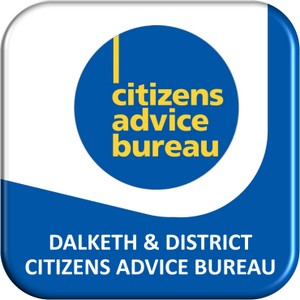 citizens
advice
bureau
DALKETH & DISTRICT
CITIZENS ADVICE BUREAU